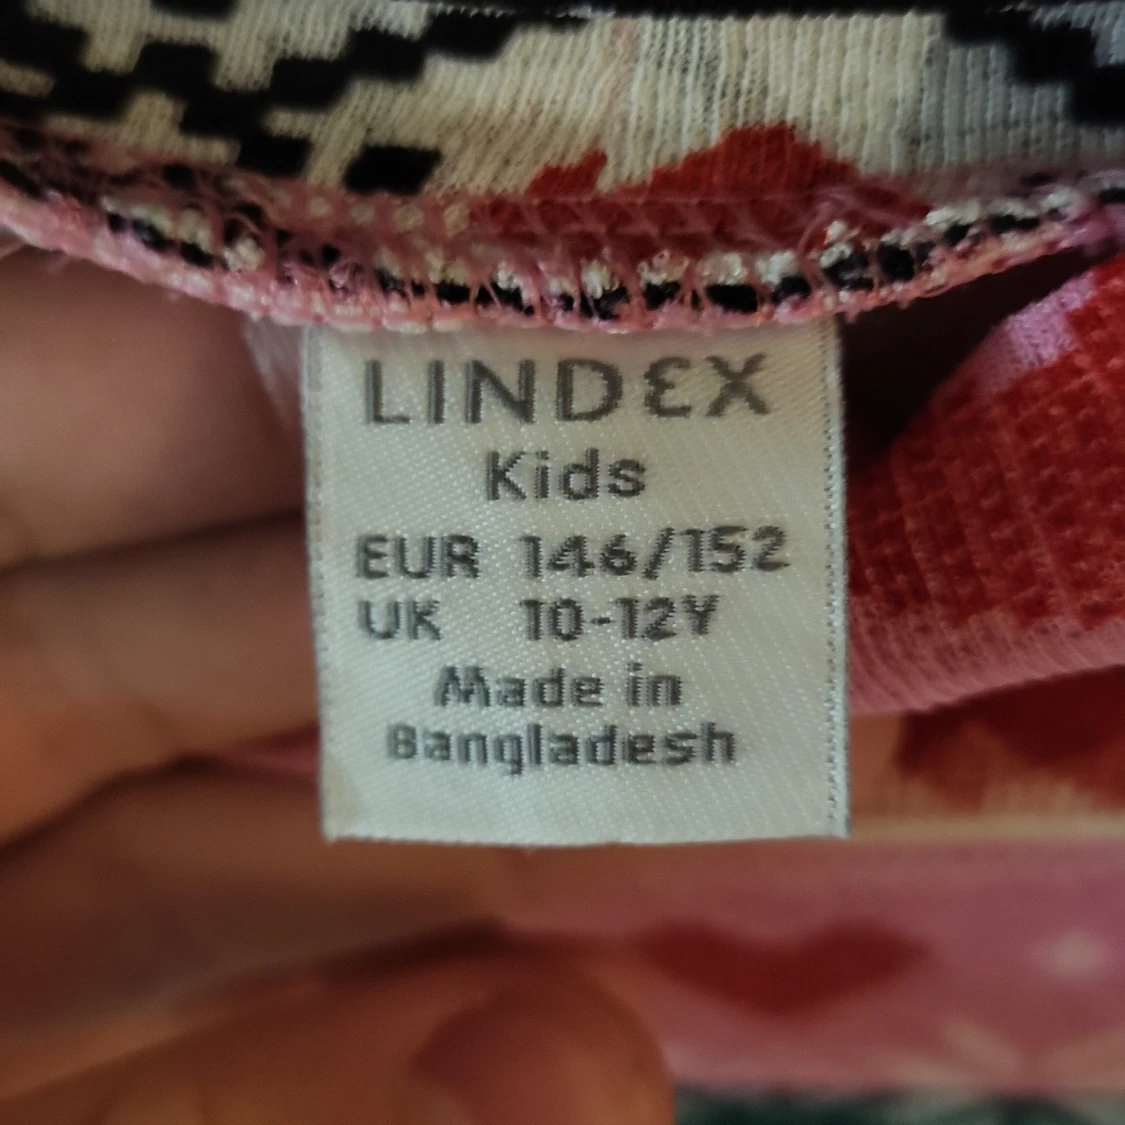 LINDEX
Kids
EUR 146/152
UK 10-12Y
Made in
Bangladesh